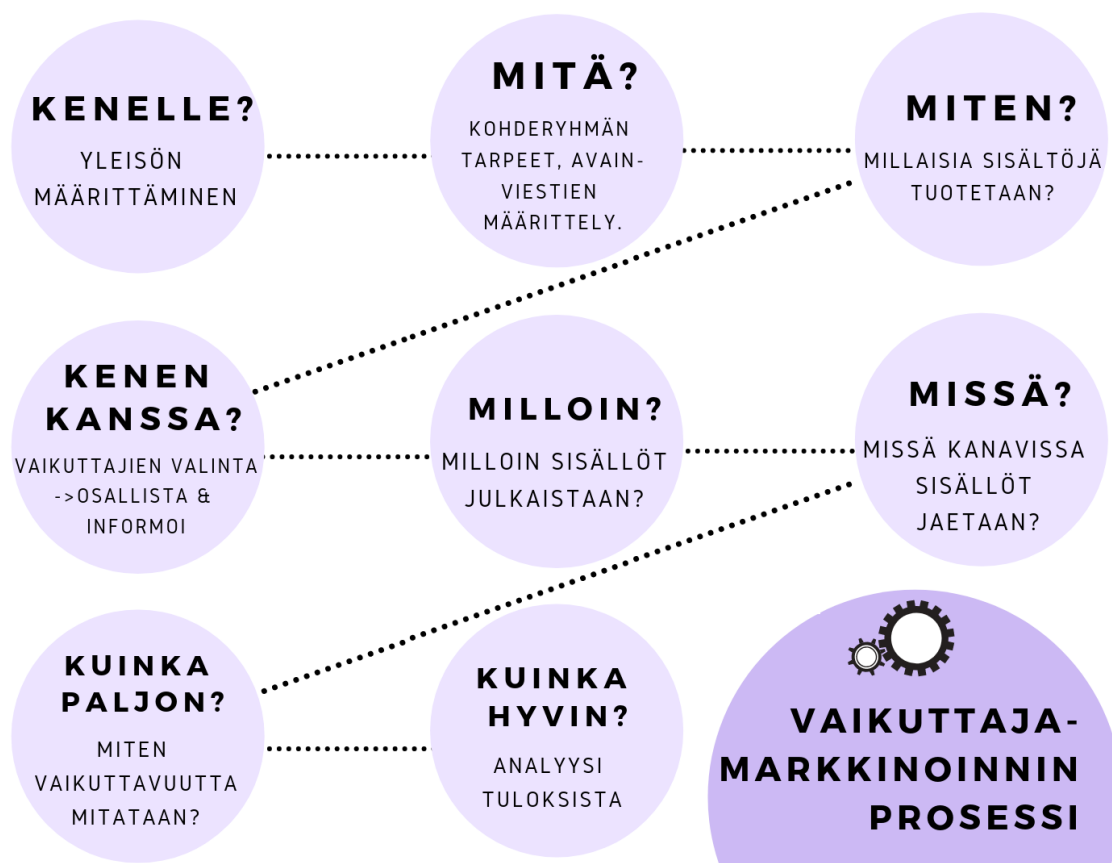 KENELLE?
YLEISÖN
MÄÄRITTÄMINEN
MITÄ?
KOHDERYHMÄN
TARPEET, AVAIN-
VIESTIEN
MÄÄRITTELY.
MITEN?
MILLAISIA SISÄLTÖJÄ
TUOTETAAN?
KENEN
KANSSA?
VAIKUTTAJIEN VALINTA
->OSALLISTA &
INFORMOI
MILLOIN?
MILLOIN SISÄLLÖT
JULKAISTAAN?
MISSÄ?
MISSÄ KANAVISSA
SISÄLLÖT
JAETAAN?
KUINKA
PALJON?
MITEN
VAIKUTTAVUUTTA
MITATAAN?
KUINKA
HYVIN?
ANALYYSI
TULOKSISTA
VAIKUTTAJA-
MARKKINOINNIN
PROSESSI